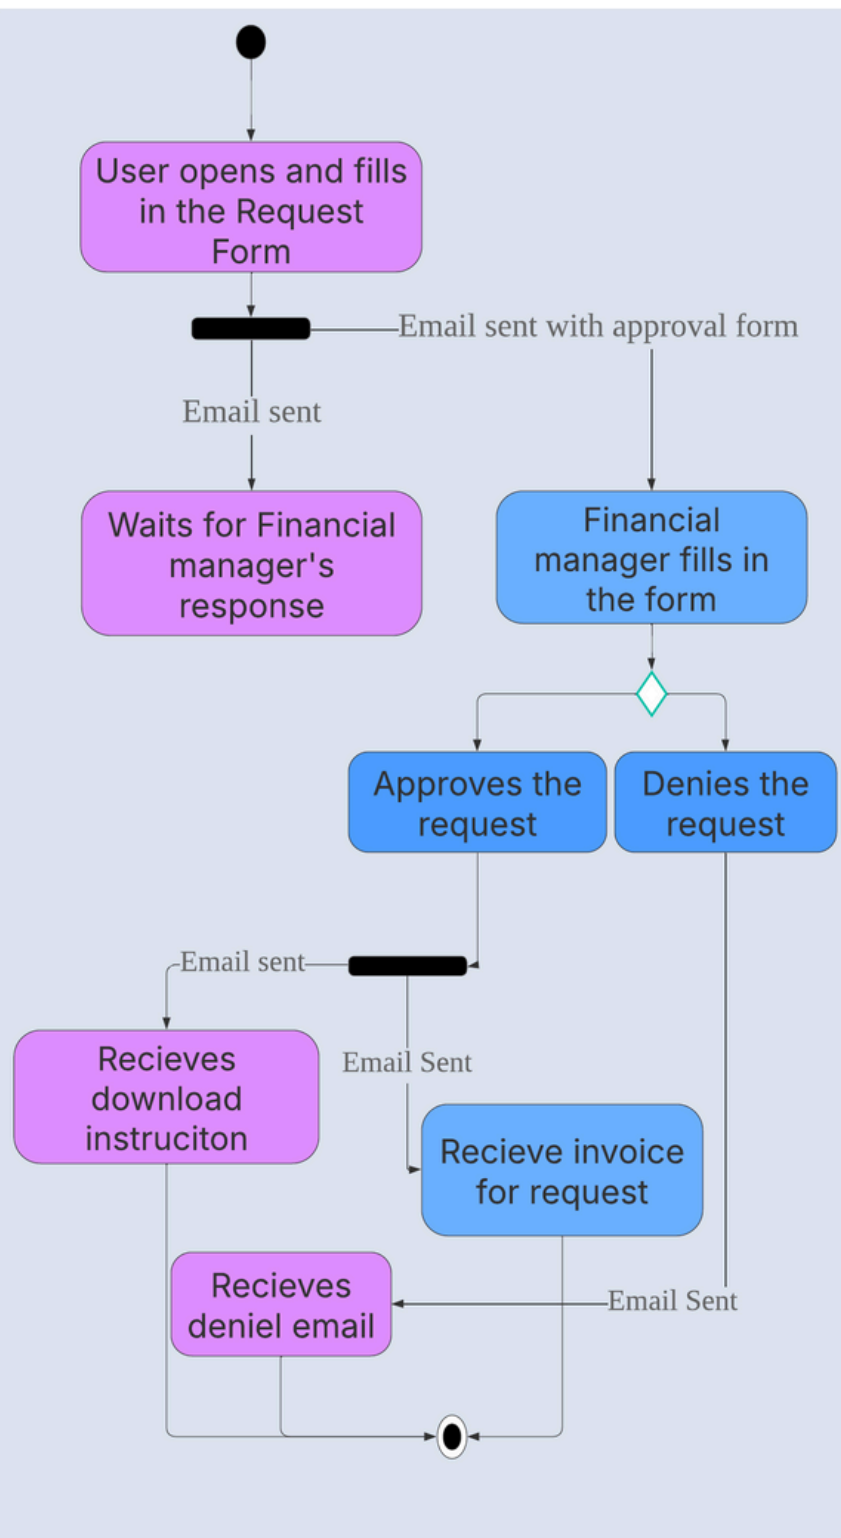 User opens and fills
in the Request
Form
Email sent with approval form
Email sent
Waits for Financial
manager's
response
Financial
manager fills in
the form
Approves the
request
Denies the
request
Email sent
Recieves
download
instruciton
Email Sent
Recieve invoice
for request
Recieves
deniel email
Email Sent